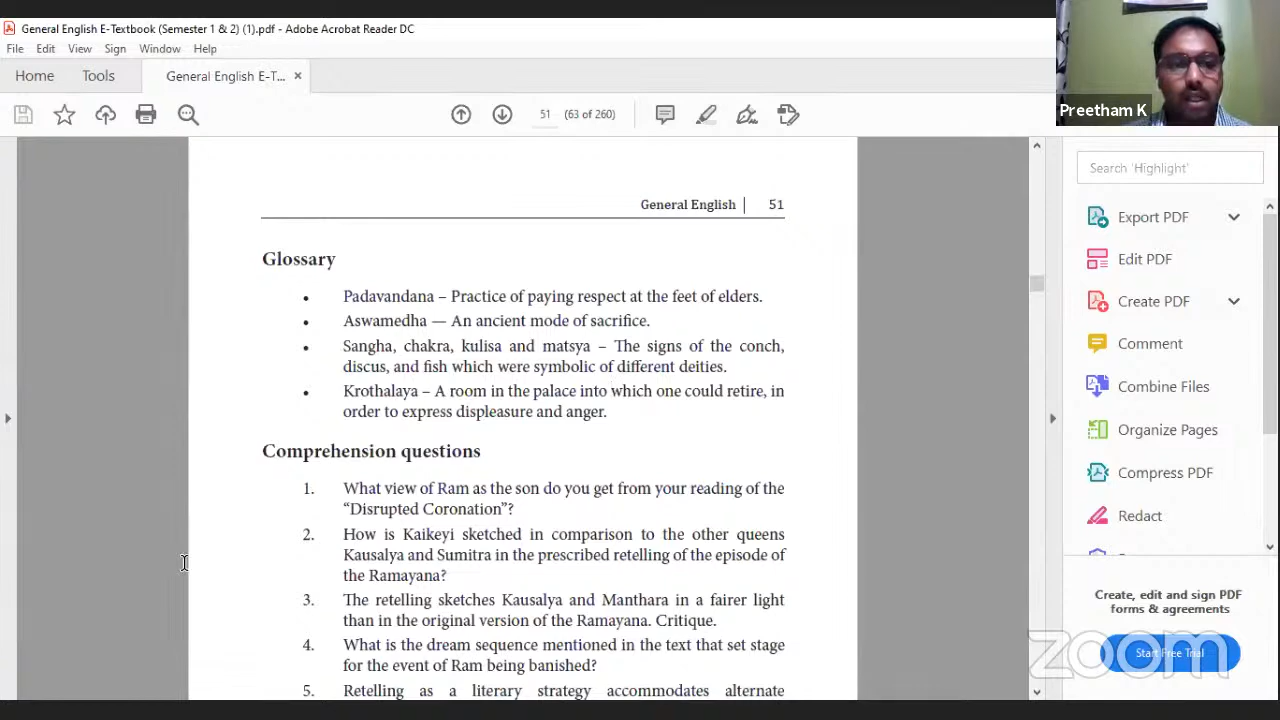 General English E-Textbook (Semester 1 & 2) (1).pdf - Adobe Acrobat Reader DC
File Edit View Sign Window Help
Home Tools General English E-T... ×
51 (63 of 260)
Preetham K
Search 'Highlight'
Export PDF
Edit PDF
Create PDF
Comment
Combine Files
Organize Pages
Compress PDF
Redact
Create, edit and sign PDF
forms & agreements
Start Free Trial
zoom
General English | 51
Glossary
• Padavandana – Practice of paying respect at the feet of elders.
• Aswamedha — An ancient mode of sacrifice.
• Sangha, chakra, kulisa and matsya – The signs of the conch,
discus, and fish which were symbolic of different deities.
• Krothalaya – A room in the palace into which one could retire, in
order to express displeasure and anger.
Comprehension questions
1. What view of Ram as the son do you get from your reading of the
“Disrupted Coronation”?
2. How is Kaikeyi sketched in comparison to the other queens
Kausalya and Sumitra in the prescribed retelling of the episode of
the Ramayana?
3. The retelling sketches Kausalya and Manthara in a fairer light
than in the original version of the Ramayana. Critique.
4. What is the dream sequence mentioned in the text that set stage
for the event of Ram being banished?
5. Retelling as a literary strategy accommodates alternate